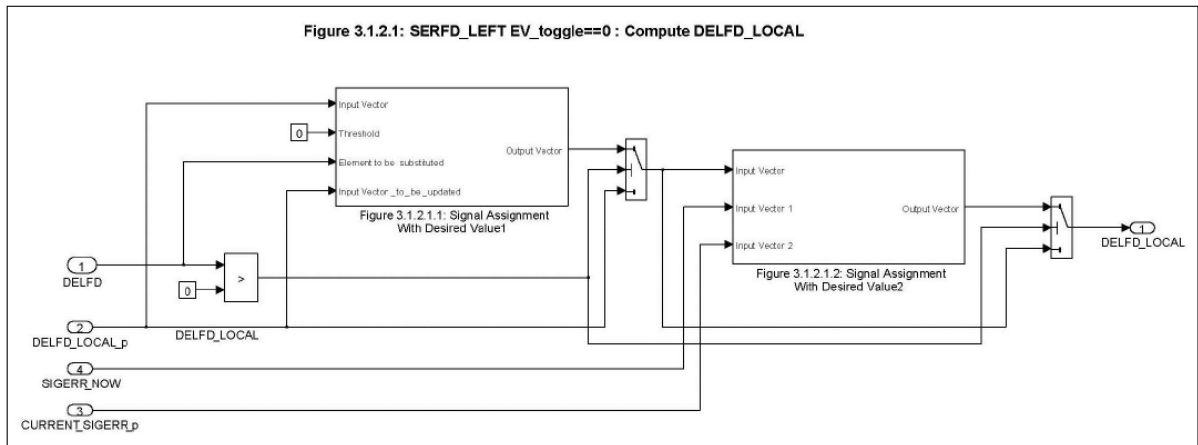 Figure 3.1.2.1: SERFD_LEFT EV_toggle==0 : Compute DELFD_LOCAL
Input Vector
0
Threshold
Element to be substituted
Input Vector _to_be_updated
Output Vector
Figure 3.1.2.1.1: Signal Assignment
With Desired Value1
Input Vector
Input Vercter 1
Input Vector 2
Output Vector
Figure 3.1.2.1.2: Signal Assignment
With Desired Value2
1
DELFD_LOCAL
1
DELFD
0
>
DELFD_LOCAL
2
DELFD_LOCAL_p
4
SIGERR_NOW
3
CURRENT_SIGERR_p